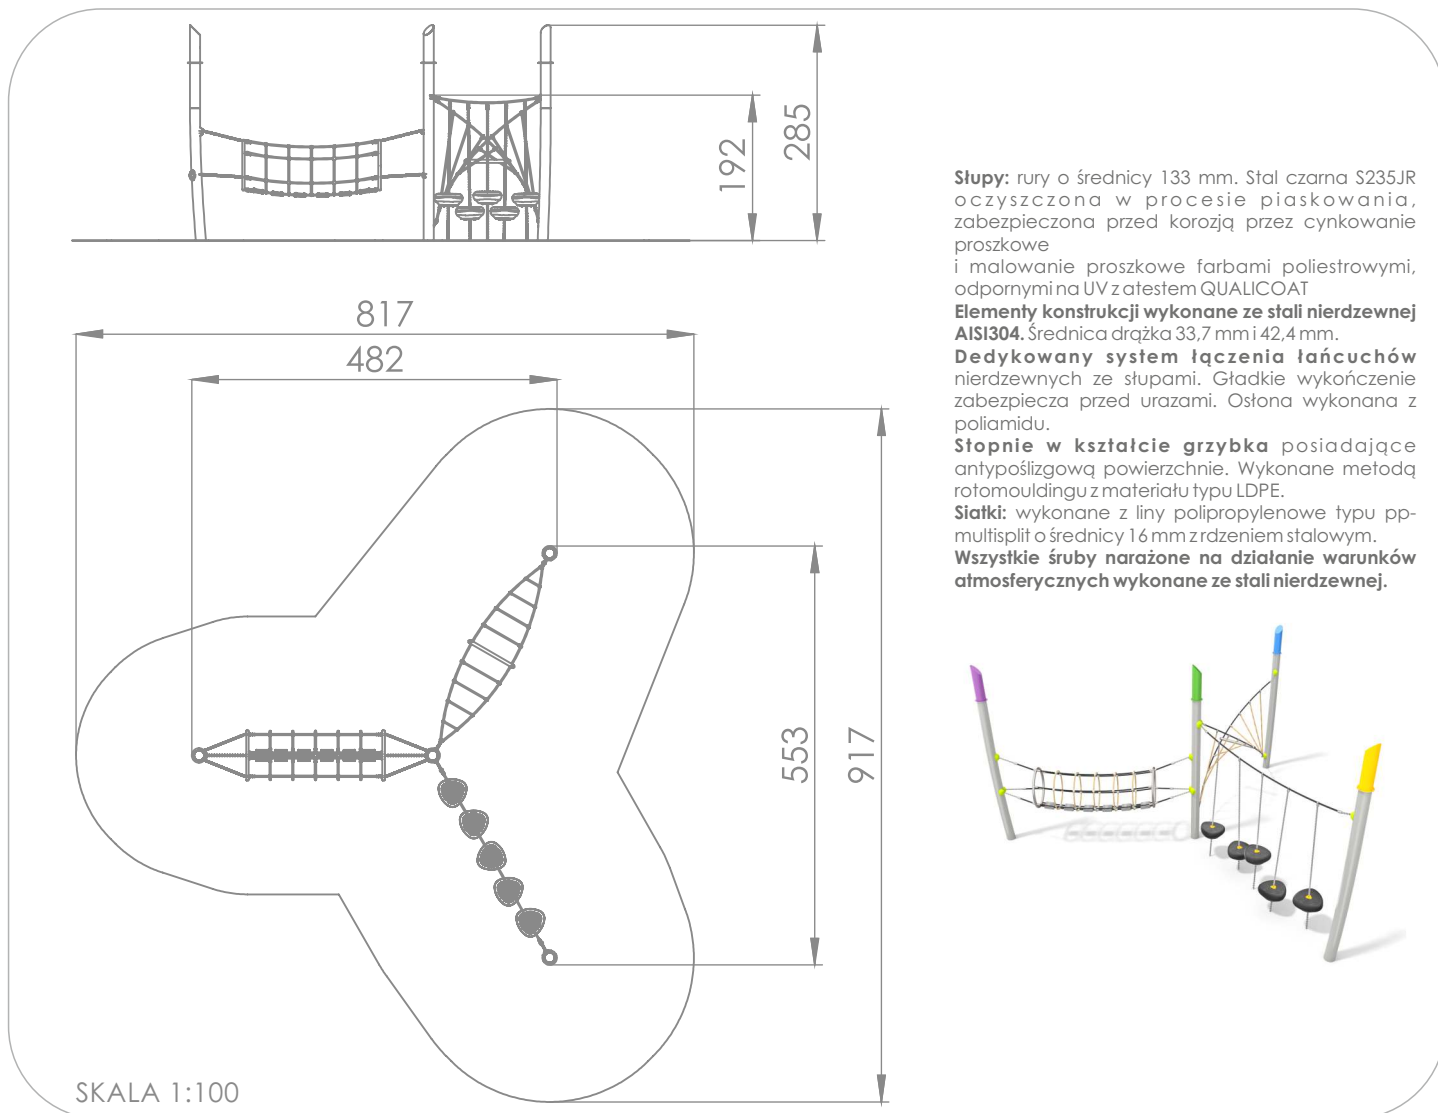 285
192
817
482
553
917
SKALA 1:100
Słupy: rury o średnicy 133 mm. Stal czarna S235JR
oczyszczona w procesie piaskowania,
zabezpieczona przed korozją przez cynkowanie
proszkowe
i malowanie proszkowe farbami poliestrowymi,
odpornymi na UV z atestem QUALICOAT
Elementy konstrukcji wykonane ze stali nierdzewnej
AISI304. Średnica drążka 33,7 mm i 42,4 mm.
Dedykowany system łączenia łańcuchów
nierdzewnych ze słupami. Gładkie wykończenie
zabezpiecza przed urazami. Osłona wykonana z
poliamidu.
Stopnie w kształcie grzybka posiadające
antypoślizgową powierzchnie. Wykonane metodą
rotomouldingu z materiału typu LDPE.
Siatki: wykonane z liny polipropylenowe typu pp-
multisplit o średnicy 16 mm z rdzeniem stalowym.
Wszystkie śruby narażone na działanie warunków
atmosferycznych wykonane ze stali nierdzewnej.